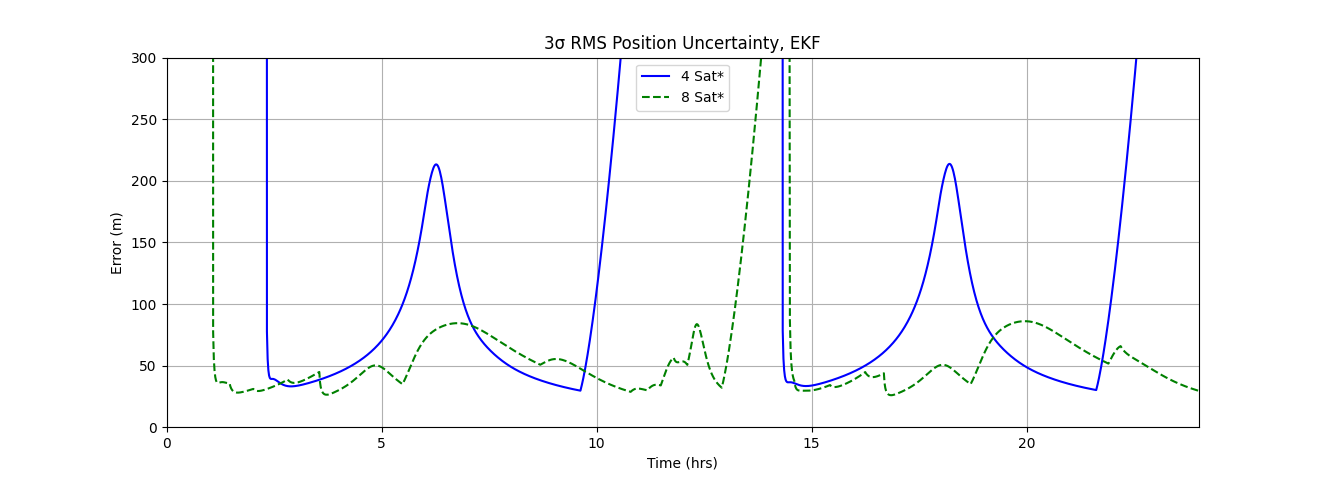 3σ RMS Position Uncertainty, EKF
300
250
200
150
100
50
0
Error (m)
4 Sat*
8 Sat*
0
5
10
15
20
Time (hrs)